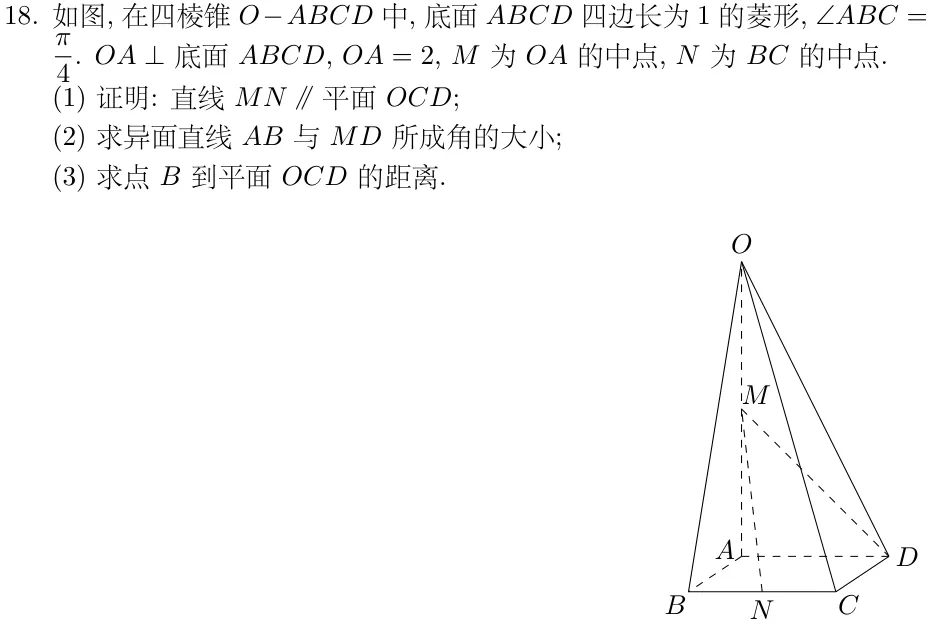 18. 如图, 在四棱锥 O − ABCD 中, 底面 ABCD 四边长为 1 的菱形, ∠ABC =
π/4. OA ⊥ 底面 ABCD, OA = 2, M 为 OA 的中点, N 为 BC 的中点.
(1) 证明: 直线 MN ∥ 平面 OCD;
(2) 求异面直线 AB 与 MD 所成角的大小;
(3) 求点 B 到平面 OCD 的距离.
O
M
A
D
B
N
C